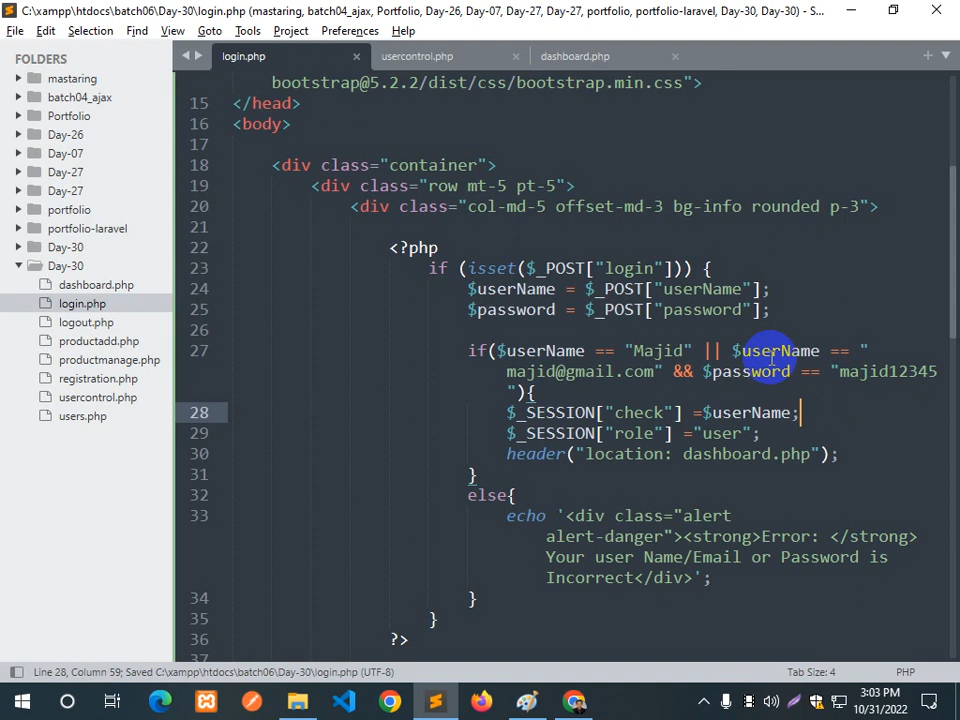 C:\xampp\htdocs\batch06\Day-30\login.php (mastaring, batch04_ajax, Portfolio, Day-26, Day-07, Day-27, Day-27, portfolio, portfolio-laravel, Day-30, Day-30) - S...
File Edit Selection Find View Goto Tools Project Preferences Help
FOLDERS
mastaring
batch04_ajax
Portfolio
Day-26
Day-07
Day-27
Day-27
portfolio
portfolio-laravel
Day-30
Day-30
dashboard.php
login.php
logout.php
productadd.php
productmanage.php
registration.php
usercontrol.php
users.php
login.php × usercontrol.php × dashboard.php ×
bootstrap@5.2.2/dist/css/bootstrap.min.css">
15 </head>
16 <body>
17
18 <div class="container">
19 <div class="row mt-5 pt-5">
20 <div class="col-md-5 offset-md-3 bg-info rounded p-3">
21
22 <?php
23 if (isset($_POST["login"])) {
24 $userName = $_POST["userName"];
25 $password = $_POST["password"];
26
27 if($userName == "Majid" || $userName == "
majid@gmail.com" && $password == "majid12345
"){
28 $_SESSION["check"] =$userName;
29 $_SESSION["role"] ="user";
30 header("location: dashboard.php");
31 }
32 else{
33 echo '<div class="alert
alert-danger"><strong>Error: </strong>
Your user Name/Email or Password is
Incorrect</div>';
34 }
35 }
36 ?>
37
Line 28, Column 59; Saved C:\xampp\htdocs\batch06\Day-30\login.php (UTF-8) Tab Size: 4 PHP
3:03 PM
10/31/2022